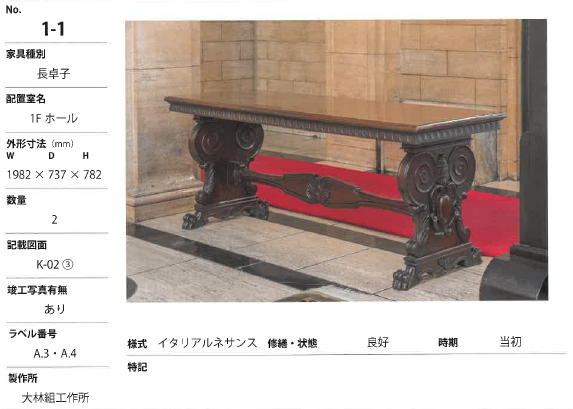 No.
1-1
家具種別
長卓子
配置室名
1F ホール
外形寸法 (mm)
W D H
1982 × 737 × 782
数量
2
記載図面
K-02 ③
竣工写真有無
あり
ラベル番号
A.3・A.4
製作所
大林組工作所
様式 イタリアルネサンス 修繕・状態 良好 時期 当初
特記